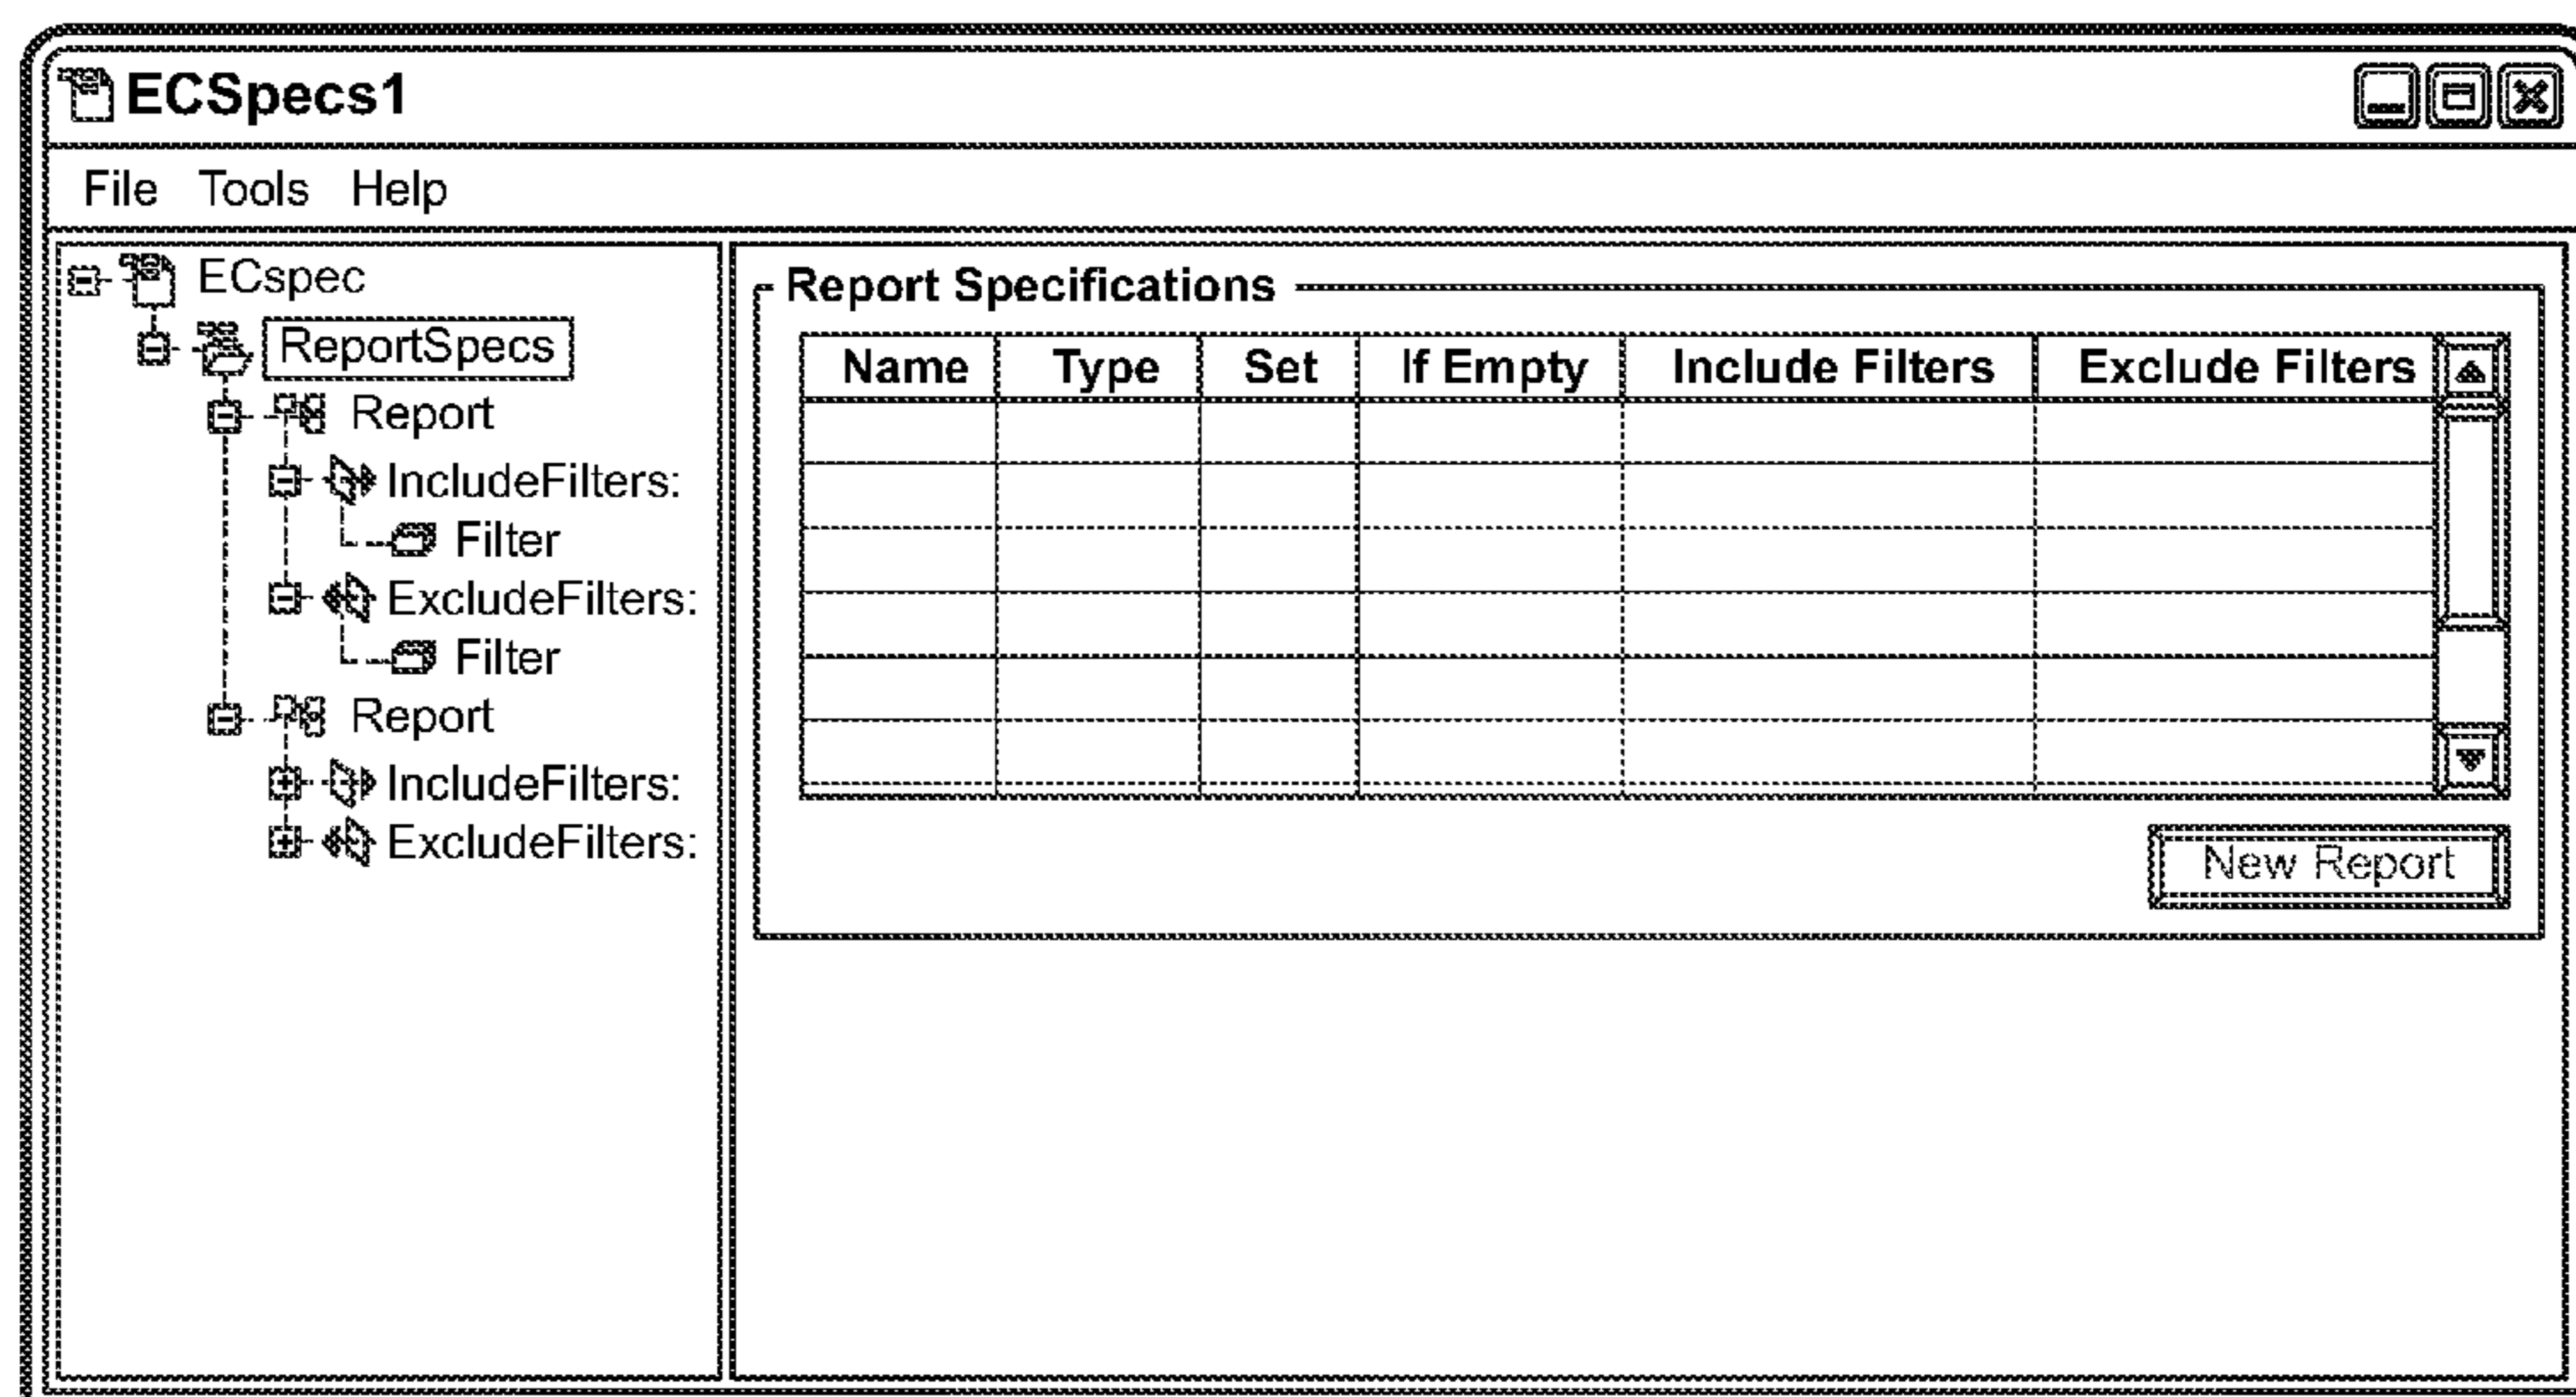 ECSpecs1
File Tools Help
ECspec
ReportSpecs
Report
IncludeFilters:
Filter
ExcludeFilters:
Filter
Report
IncludeFilters:
ExcludeFilters:
Report Specifications
Name Type Set If Empty Include Filters Exclude Filters
New Report